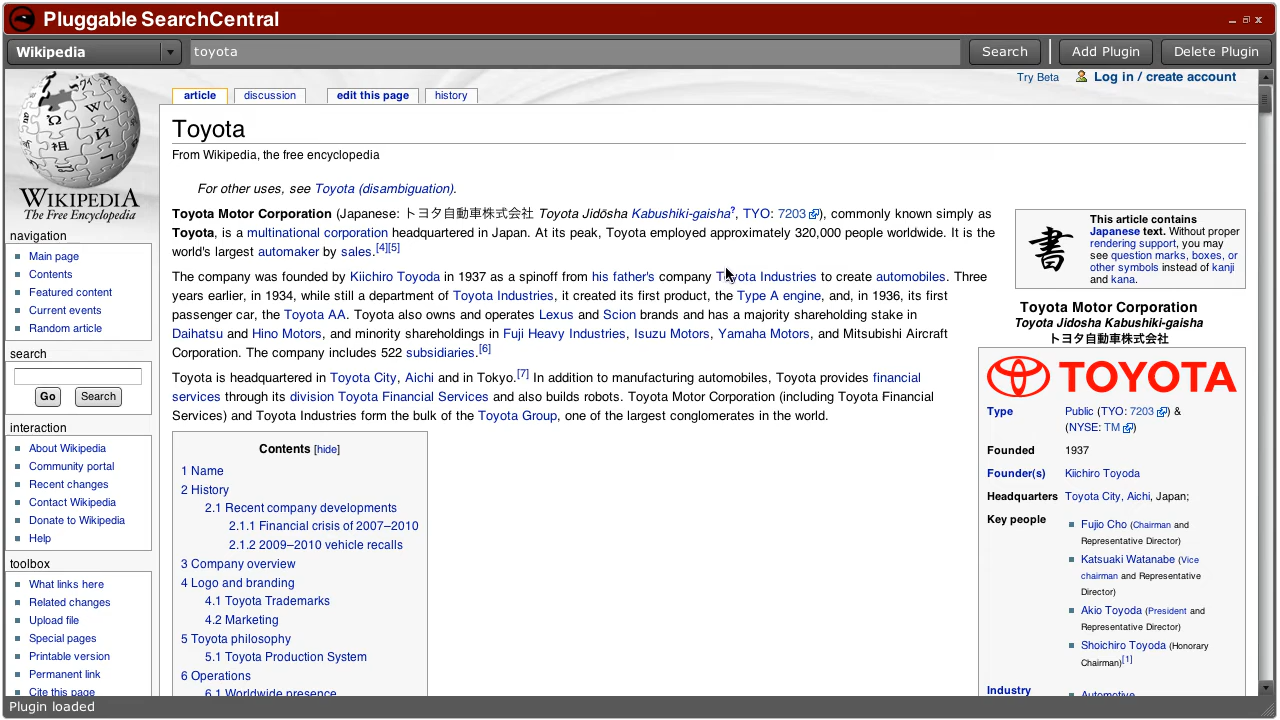 Pluggable SearchCentral
Wikipedia
toyota
Search
Add Plugin
Delete Plugin
Try Beta
Log in / create account
article
discussion
edit this page
history
WIKIPEDIA
The Free Encyclopedia
navigation
Main page
Contents
Featured content
Current events
Random article
search
Go
Search
interaction
About Wikipedia
Community portal
Recent changes
Contact Wikipedia
Donate to Wikipedia
Help
toolbox
What links here
Related changes
Upload file
Special pages
Printable version
Permanent link
Cite this page
Toyota
From Wikipedia, the free encyclopedia
For other uses, see Toyota (disambiguation).
Toyota Motor Corporation (Japanese: トヨタ自動車株式会社 Toyota Jidōsha Kabushiki-gaisha?, TYO: 7203), commonly known simply as
Toyota, is a multinational corporation headquartered in Japan. At its peak, Toyota employed approximately 320,000 people worldwide. It is the
world's largest automaker by sales.[4][5]
The company was founded by Kiichiro Toyoda in 1937 as a spinoff from his father's company Toyota Industries to create automobiles. Three
years earlier, in 1934, while still a department of Toyota Industries, it created its first product, the Type A engine, and, in 1936, its first
passenger car, the Toyota AA. Toyota also owns and operates Lexus and Scion brands and has a majority shareholding stake in
Daihatsu and Hino Motors, and minority shareholdings in Fuji Heavy Industries, Isuzu Motors, Yamaha Motors, and Mitsubishi Aircraft
Corporation. The company includes 522 subsidiaries.[6]
Toyota is headquartered in Toyota City, Aichi and in Tokyo.[7] In addition to manufacturing automobiles, Toyota provides financial
services through its division Toyota Financial Services and also builds robots. Toyota Motor Corporation (including Toyota Financial
Services) and Toyota Industries form the bulk of the Toyota Group, one of the largest conglomerates in the world.
Contents [hide]
1 Name
2 History
2.1 Recent company developments
2.1.1 Financial crisis of 2007–2010
2.1.2 2009–2010 vehicle recalls
3 Company overview
4 Logo and branding
4.1 Toyota Trademarks
4.2 Marketing
5 Toyota philosophy
5.1 Toyota Production System
6 Operations
6.1 Worldwide presence
書
This article contains
Japanese text. Without proper
rendering support, you may
see question marks, boxes, or
other symbols instead of kanji
and kana.
Toyota Motor Corporation
Toyota Jidosha Kabushiki-gaisha
トヨタ自動車株式会社
TOYOTA
Type Public (TYO: 7203) &
(NYSE: TM)
Founded 1937
Founder(s) Kiichiro Toyoda
Headquarters Toyota City, Aichi, Japan;
Key people
Fujio Cho (Chairman and
Representative Director)
Katsuaki Watanabe (Vice
chairman and Representative
Director)
Akio Toyoda (President and
Representative Director)
Shoichiro Toyoda (Honorary
Chairman)[1]
Industry Automotive
Plugin loaded